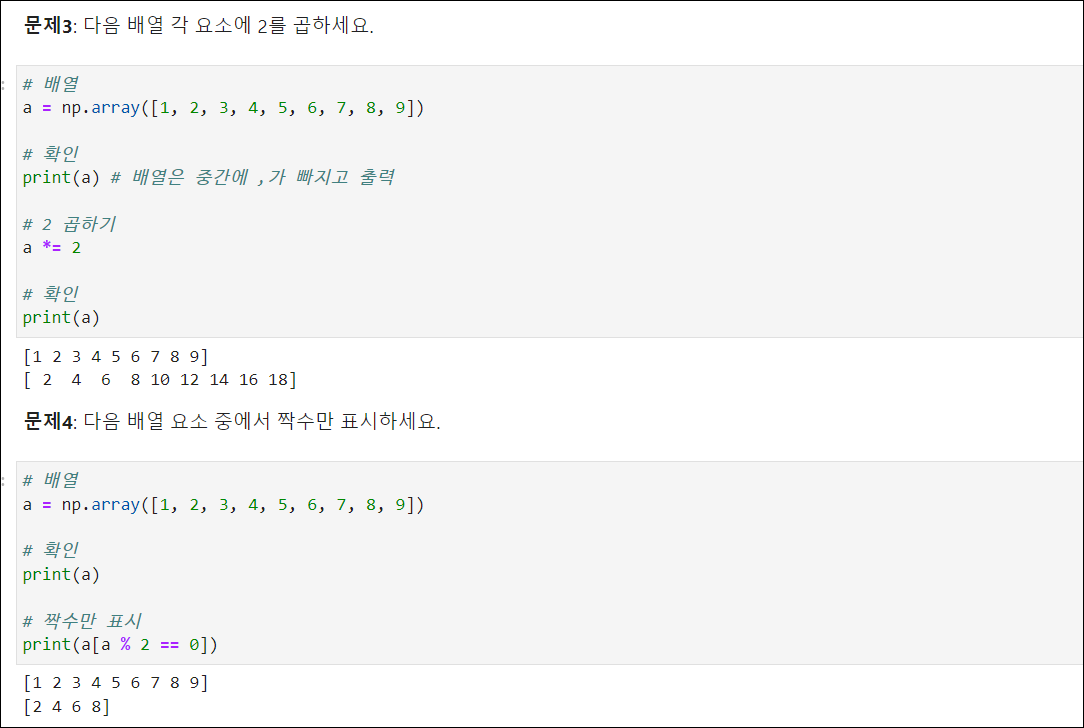 문제3: 다음 배열 각 요소에 2를 곱하세요.
# 배열
a = np.array([1, 2, 3, 4, 5, 6, 7, 8, 9])
# 확인
print(a) # 배열은 중간에 ,가 빠지고 출력
# 2 곱하기
a *= 2
# 확인
print(a)
[1 2 3 4 5 6 7 8 9]
[ 2  4  6  8 10 12 14 16 18]
문제4: 다음 배열 요소 중에서 짝수만 표시하세요.
# 배열
a = np.array([1, 2, 3, 4, 5, 6, 7, 8, 9])
# 확인
print(a)
# 짝수만 표시
print(a[a % 2 == 0])
[1 2 3 4 5 6 7 8 9]
[2 4 6 8]